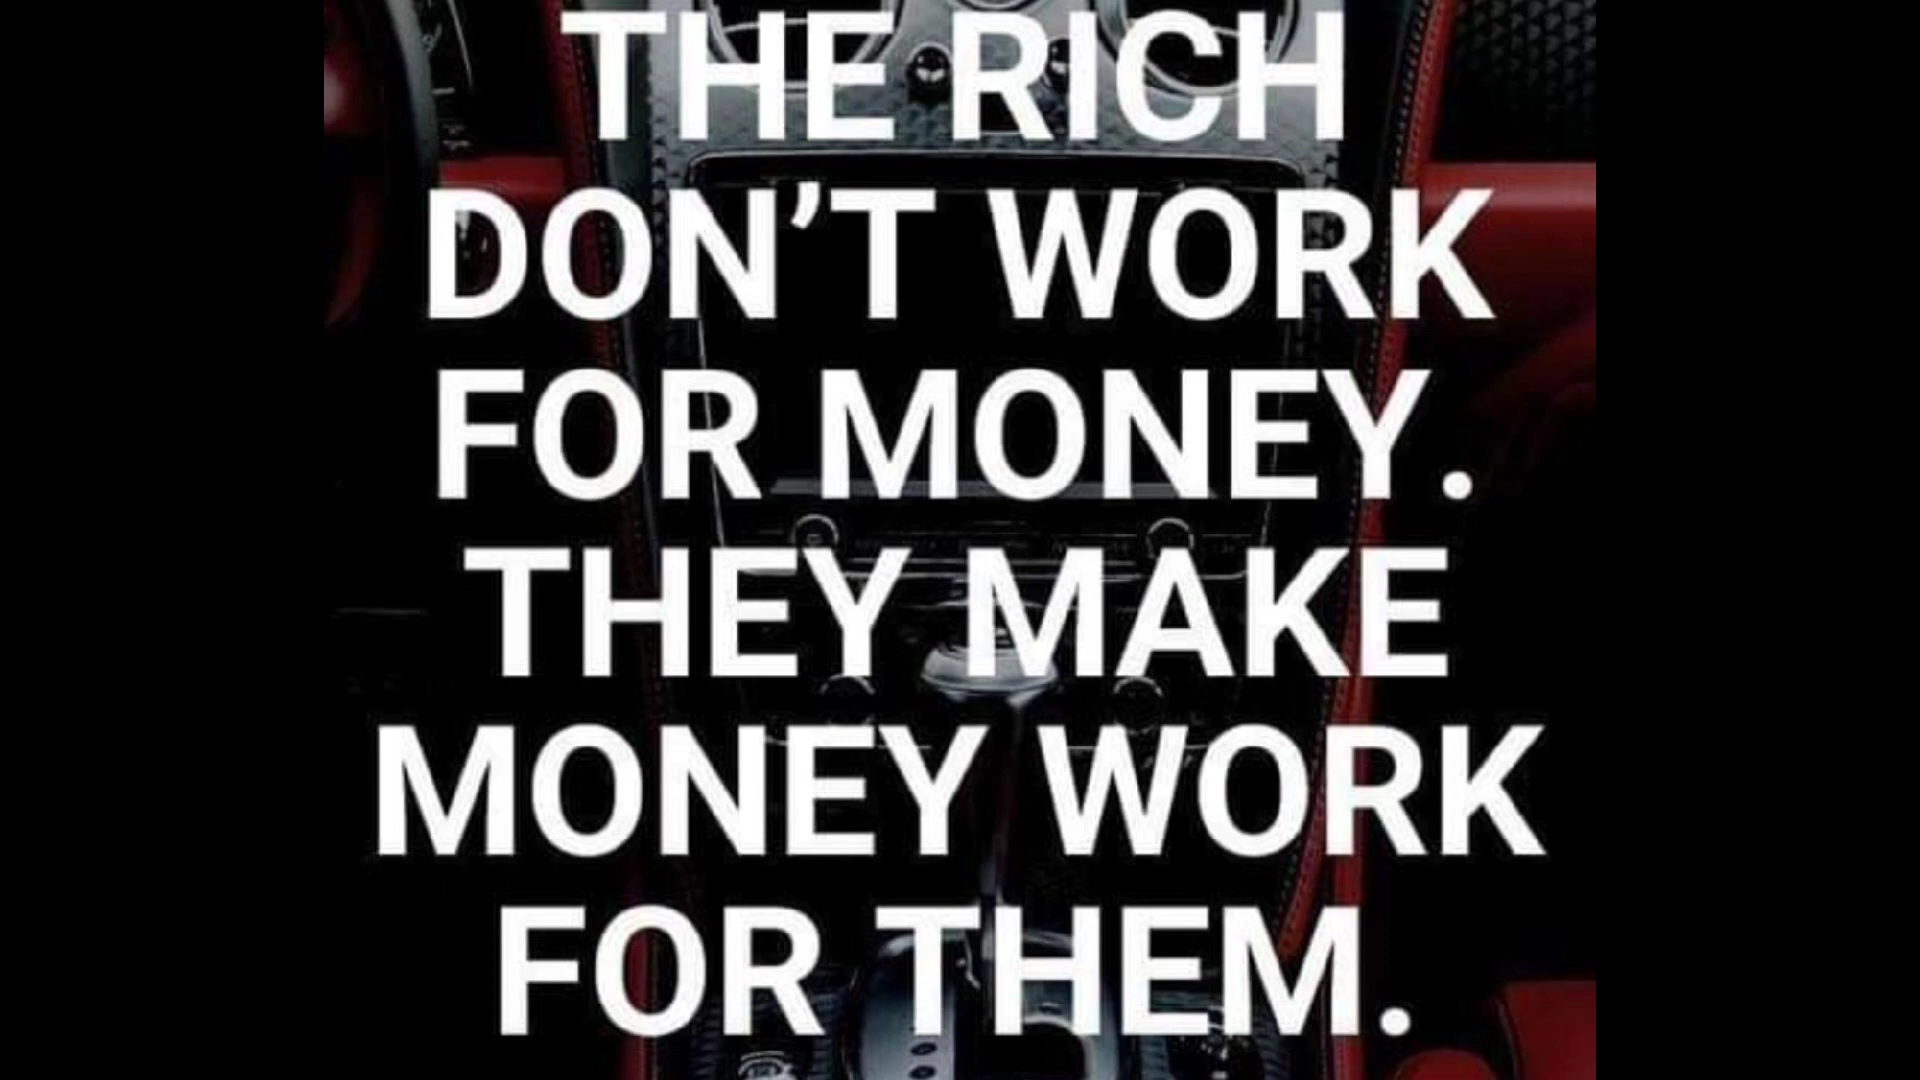 THE RICH
DON’T WORK
FOR MONEY.
THEY MAKE
MONEY WORK
FOR THEM.